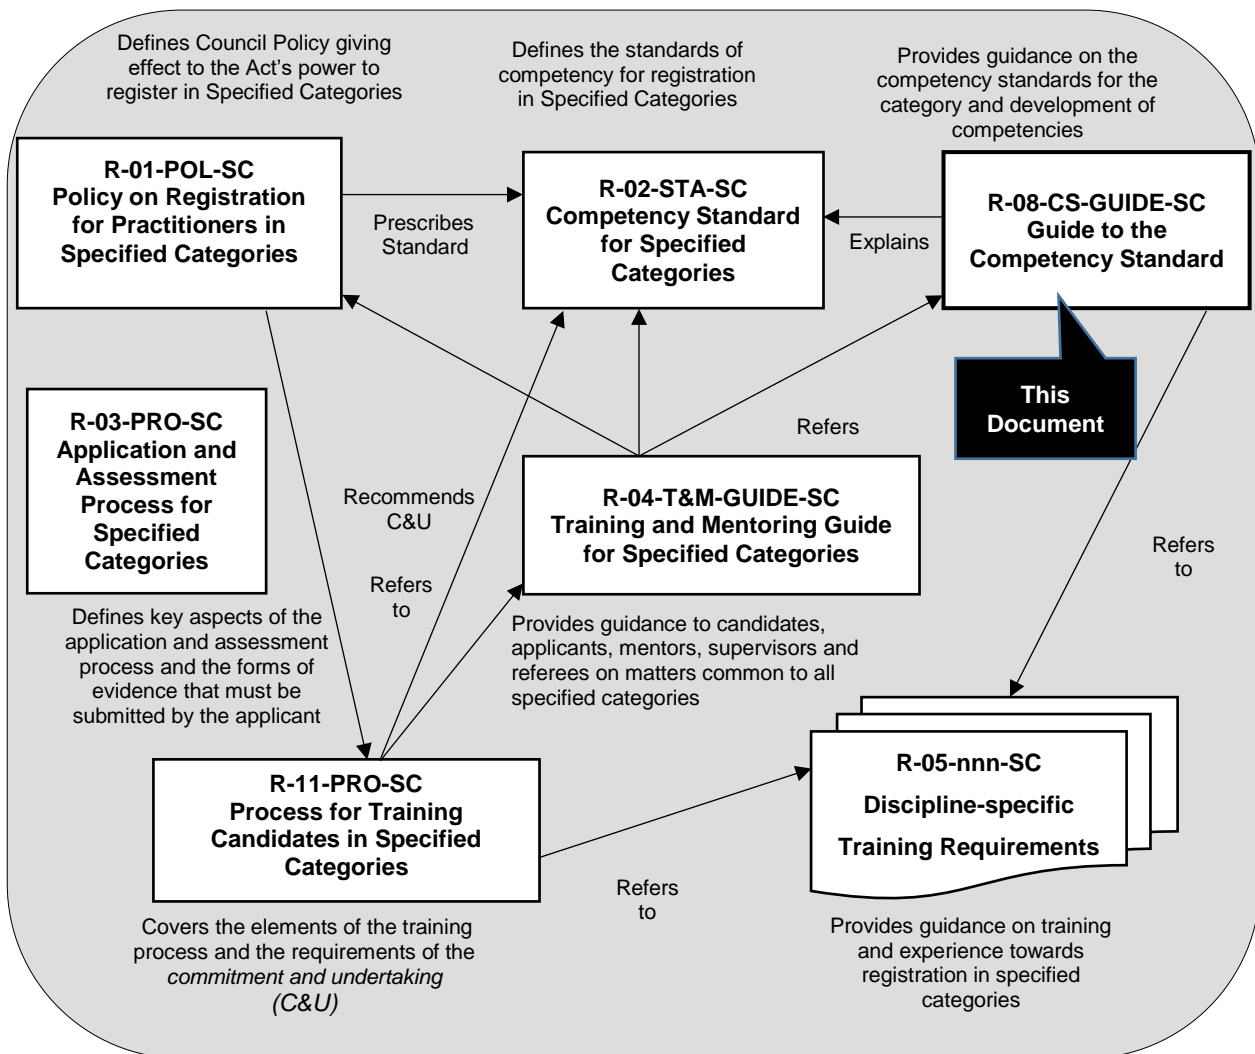 Defines Council Policy giving
effect to the Act's power to
register in Specified Categories
Defines the standards of
competency for registration
in Specified Categories
Provides guidance on the
competency standards for the
category and development of
competencies
R-01-POL-SC
Policy on Registration
for Practitioners in
Specified Categories
Prescribes
Standard
R-02-STA-SC
Competency Standard
for Specified
Categories
Explains
R-08-CS-GUIDE-SC
Guide to the
Competency Standard
This
Document
R-03-PRO-SC
Application and
Assessment
Process for
Specified
Categories
Recommends
C&U
Refers
R-04-T&M-GUIDE-SC
Training and Mentoring Guide
for Specified Categories
Refers
to
Refers
to
Defines key aspects of the
application and assessment
process and the forms of
evidence that must be
submitted by the applicant
Provides guidance to candidates,
applicants, mentors, supervisors and
referees on matters common to all
specified categories
R-11-PRO-SC
Process for Training
Candidates in Specified
Categories
R-05-nnn-SC
Discipline-specific
Training Requirements
Refers
to
Covers the elements of the training
process and the requirements of the
commitment and undertaking
(C&U)
Provides guidance on training
and experience towards
registration in specified
categories